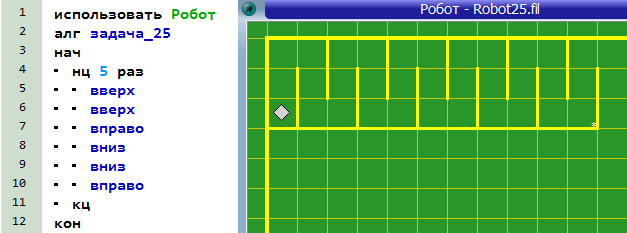 1 использовать Робот
2 алг задача_25
3 нач
4 ▪ нц 5 раз
5 ▪ ▪ вверх
6 ▪ ▪ вверх
7 ▪ ▪ вправо
8 ▪ ▪ вниз
9 ▪ ▪ вниз
10 ▪ ▪ вправо
11 ▪ кц
12 кон
Робот - Robot25.fil
*